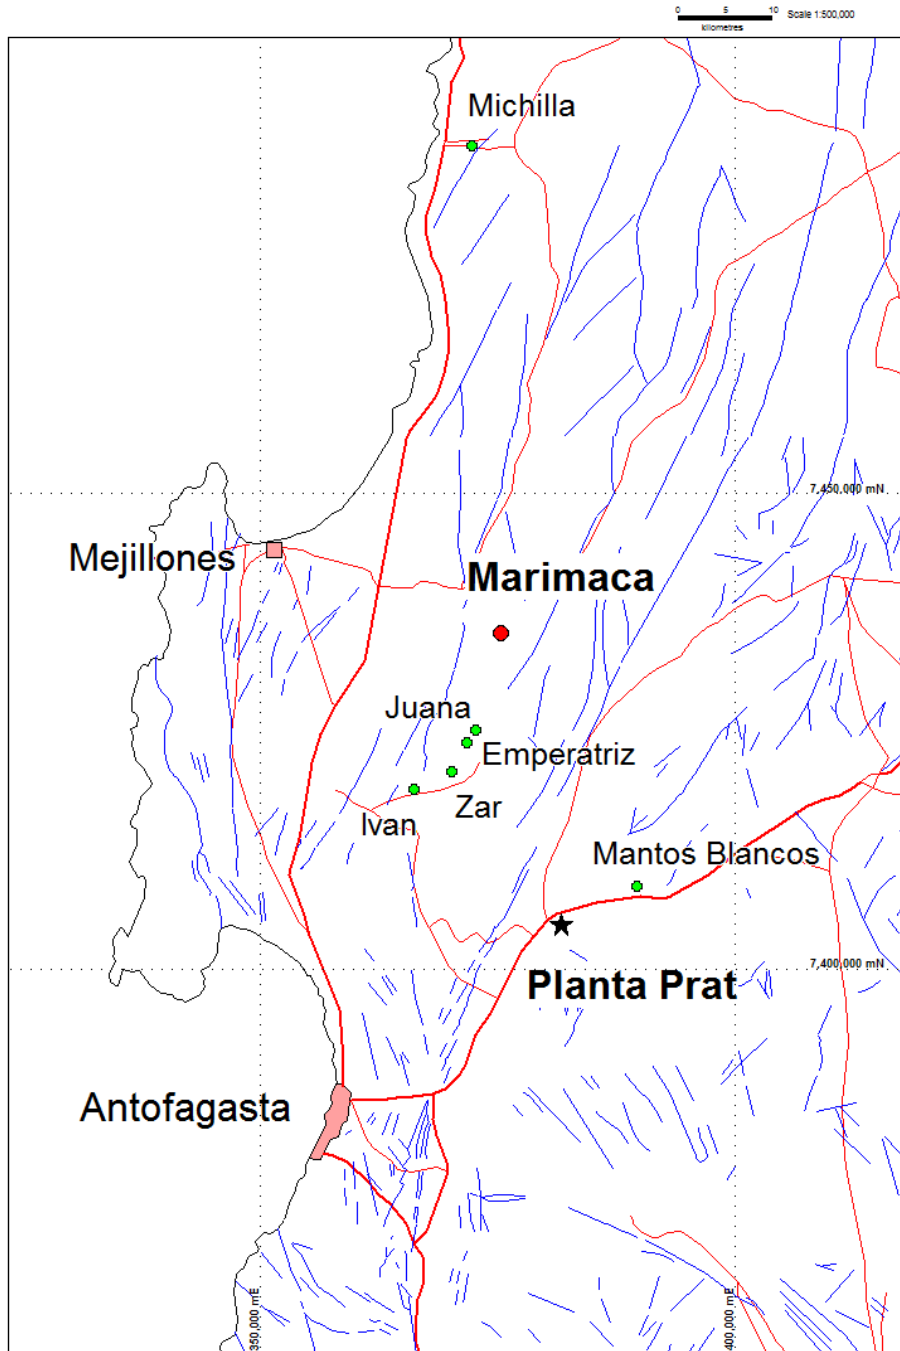 0 5 10 Scale 1:500,000
kilometres
Michilla
7,450,000 mN
Mejillones
Marimaca
Juana
Emperatriz
Zar
Ivan
Mantos Blancos
7,400,000 mN
Planta Prat
Antofagasta
350,000 mE
400,000 mE